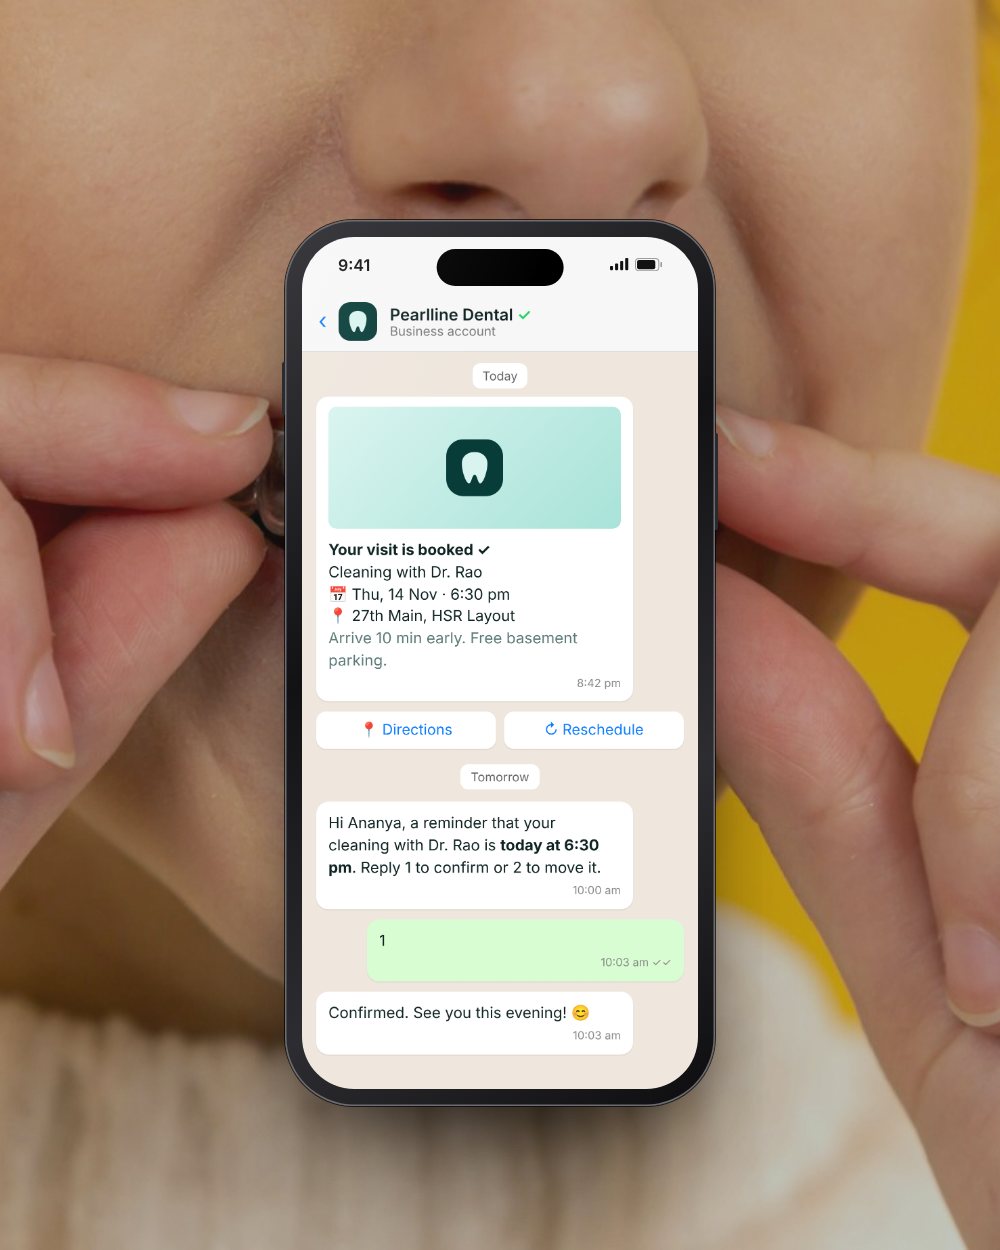 9:41
Pearlline Dental ✓
Business account
Today
Your visit is booked ✓
Cleaning with Dr. Rao
📅 Thu, 14 Nov · 6:30 pm
📍 27th Main, HSR Layout
Arrive 10 min early. Free basement
parking.
8:42 pm
📍 Directions
↻ Reschedule
Tomorrow
Hi Ananya, a reminder that your
cleaning with Dr. Rao is today at 6:30
pm. Reply 1 to confirm or 2 to move it.
10:00 am
1
10:03 am ✓✓
Confirmed. See you this evening! 😊
10:03 am